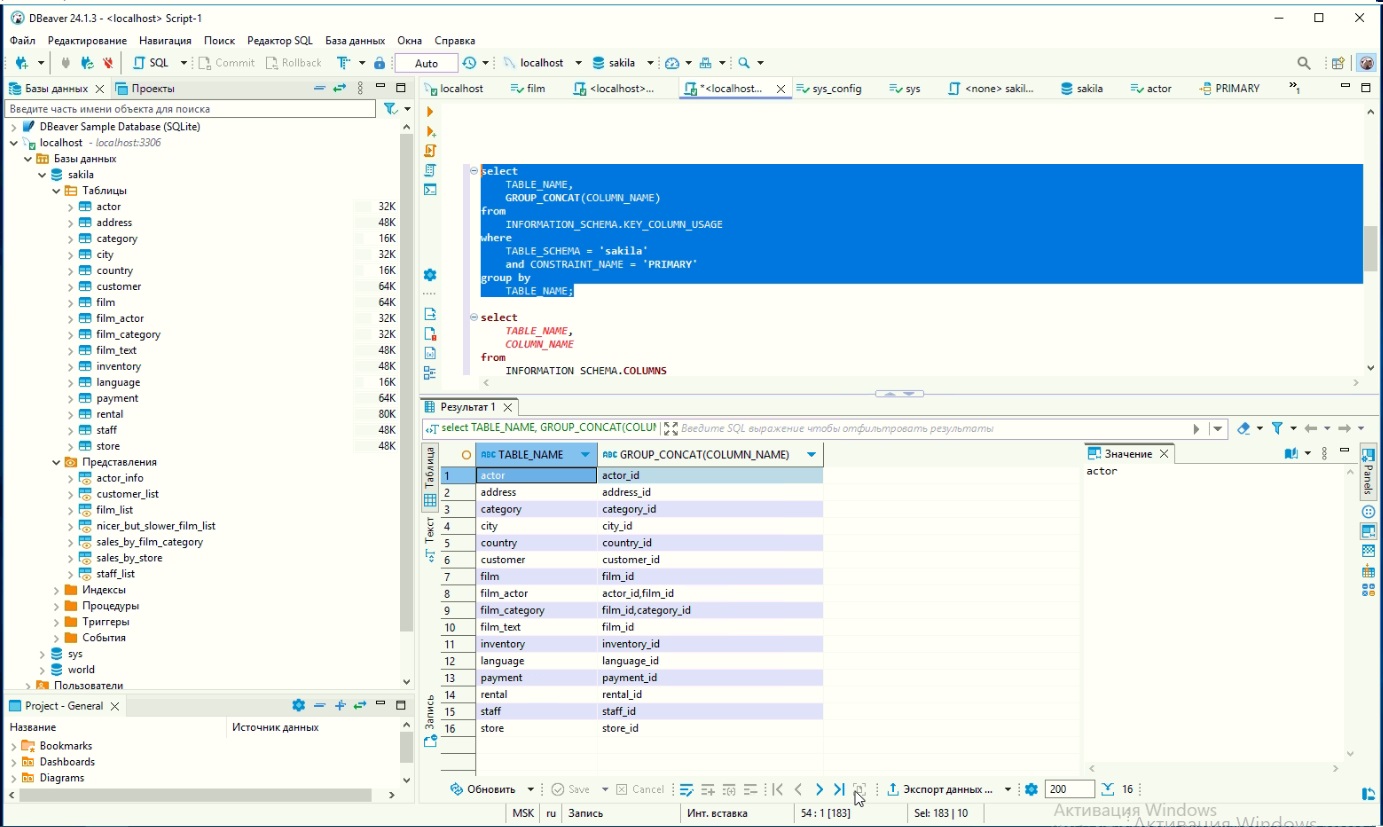 DBeaver 24.1.3 - <localhost> Script-1
Файл Редактирование Навигация Поиск Редактор SQL База данных Окна Справка
SQL Commit Rollback Auto localhost sakila
Базы данных Проекты
Введите часть имени объекта для поиска
DBeaver Sample Database (SQLite)
localhost - localhost:3306
Базы данных
sakila
Таблицы
actor 32K
address 48K
category 16K
city 32K
country 16K
customer 64K
film 64K
film_actor 32K
film_category 32K
film_text 48K
inventory 48K
language 16K
payment 64K
rental 80K
staff 48K
store 48K
Представления
actor_info
customer_list
film_list
nicer_but_slower_film_list
sales_by_film_category
sales_by_store
staff_list
Индексы
Процедуры
Триггеры
События
sys
world
Пользователи
Project - General
Название Источник данных
Bookmarks
Dashboards
Diagrams
localhost film <localhost>... *<localhost... sys_config sys <none> sakil... sakila actor PRIMARY »1
select
TABLE_NAME,
GROUP_CONCAT(COLUMN_NAME)
from
INFORMATION_SCHEMA.KEY_COLUMN_USAGE
where
TABLE_SCHEMA = 'sakila'
and CONSTRAINT_NAME = 'PRIMARY'
group by
TABLE_NAME;
select
TABLE_NAME,
COLUMN_NAME
from
INFORMATION_SCHEMA.COLUMNS
Результат 1
select TABLE_NAME, GROUP_CONCAT(COLUM Введите SQL выражение чтобы отфильтровать результаты
Таблица
Текст
Запись
ABC TABLE_NAME ABC GROUP_CONCAT(COLUMN_NAME)
1 actor actor_id
2 address address_id
3 category category_id
4 city city_id
5 country country_id
6 customer customer_id
7 film film_id
8 film_actor actor_id,film_id
9 film_category film_id,category_id
10 film_text film_id
11 inventory inventory_id
12 language language_id
13 payment payment_id
14 rental rental_id
15 staff staff_id
16 store store_id
Значение
actor
Panels
Обновить Save Cancel Экспорт данных ... 200 16
MSK ru Запись Инт. вставка 54 : 1 [183] Sel: 183 | 10
Активация Windows
Активация Windows